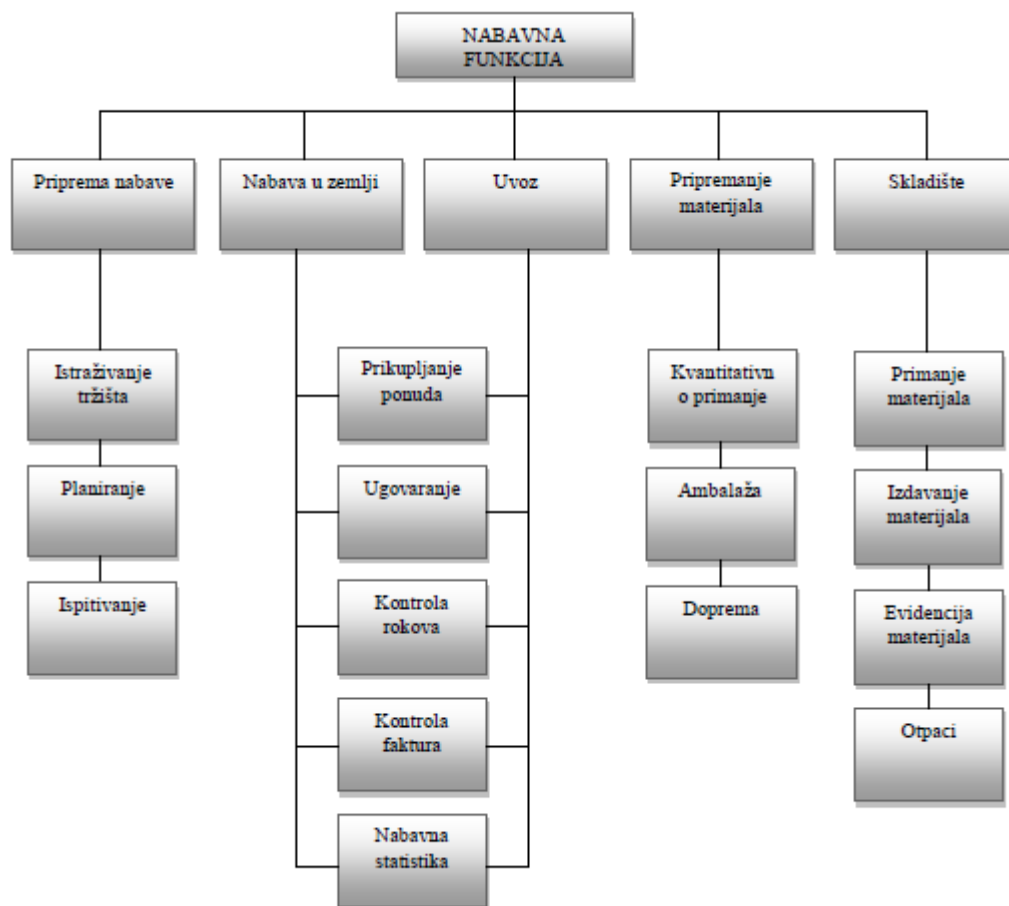 NABAVNA
FUNKCIJA
Priprema nabave
Nabava u zemlji
Uvoz
Pripremanje
materijala
Skladište
Istraživanje
tržišta
Planiranje
Ispitivanje
Prikupljanje
ponuda
Ugovaranje
Kontrola
rokova
Kontrola
faktura
Nabavna
statistika
Kvantitativn
o primanje
Ambalaža
Doprema
Primanje
materijala
Izdavanje
materijala
Evidencija
materijala
Otpaci